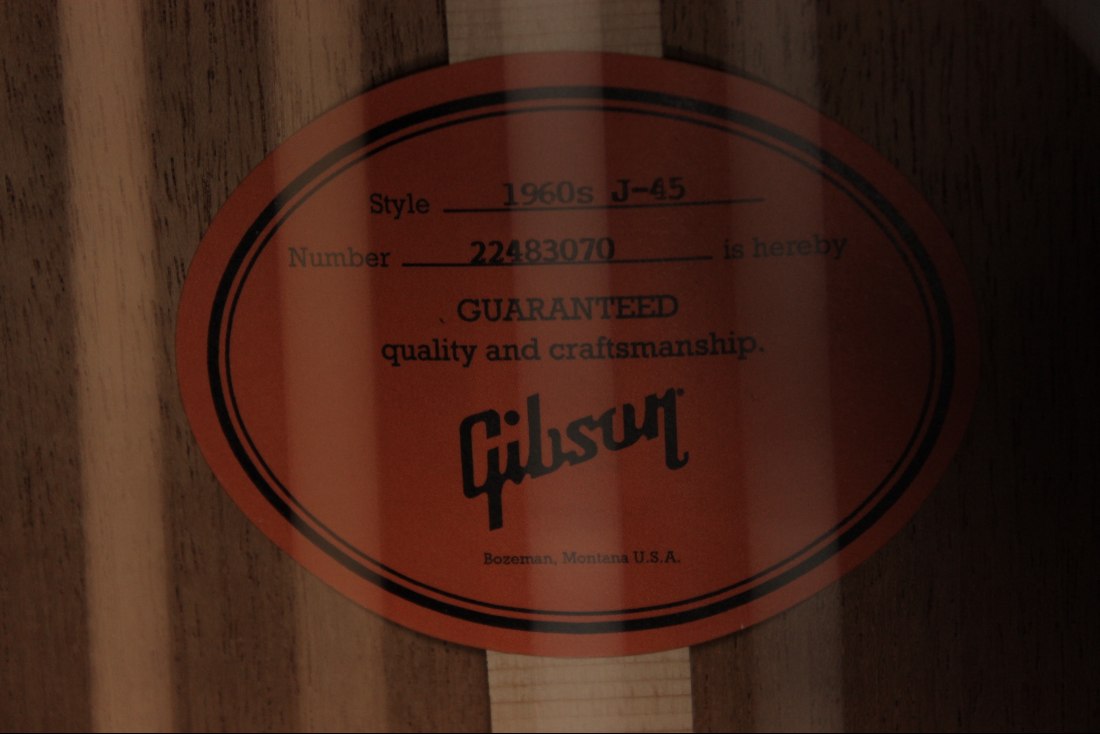 Style 1960s J-45
Number 22483070 is hereby
GUARANTEED
quality and craftsmanship.
Gibson
Bozeman, Montana U.S.A.